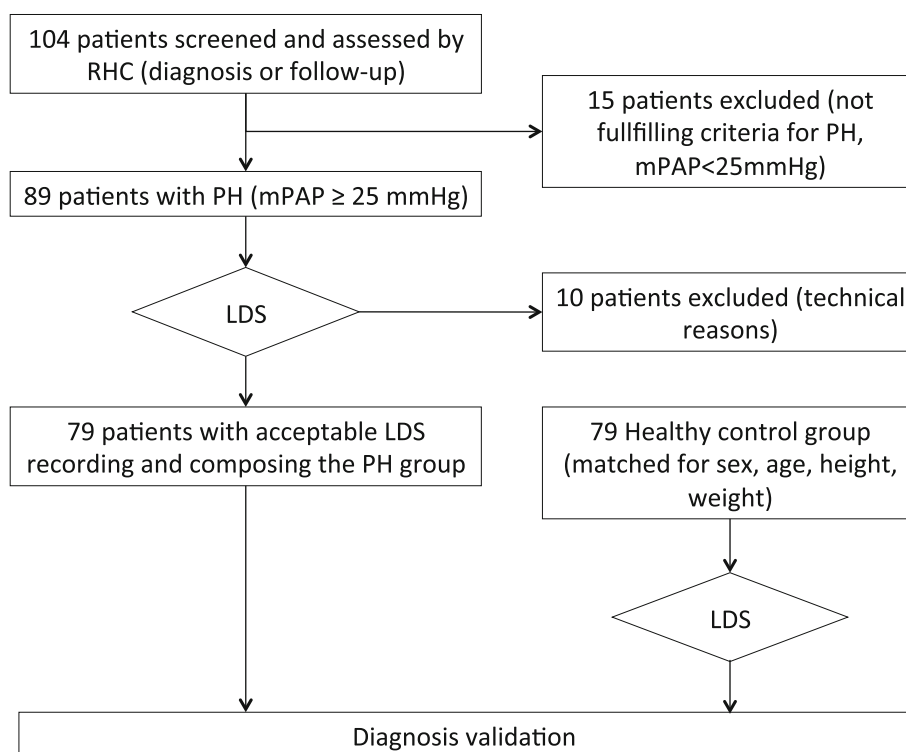 104 patients screened and assessed by
RHC (diagnosis or follow-up)
15 patients excluded (not
fullfilling criteria for PH,
mPAP<25mmHg)
89 patients with PH (mPAP ≥ 25 mmHg)
LDS
10 patients excluded (technical
reasons)
79 patients with acceptable LDS
recording and composing the PH group
79 Healthy control group
(matched for sex, age, height,
weight)
LDS
Diagnosis validation